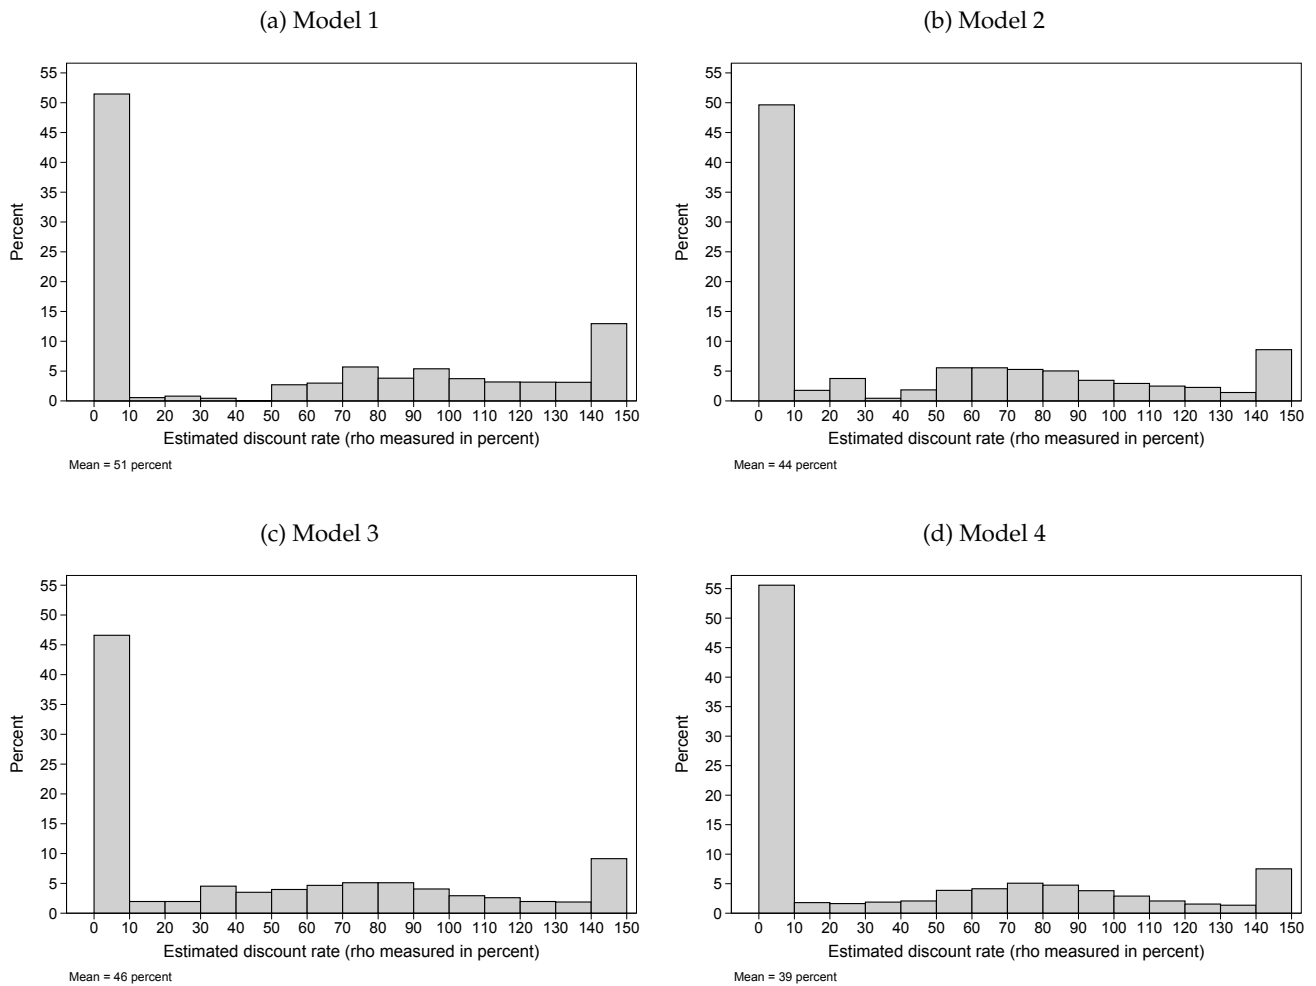 (a) Model 1
55
50
45
40
35
30
25
20
15
10
5
0
Percent
0 10 20 30 40 50 60 70 80 90 100 110 120 130 140 150
Estimated discount rate (rho measured in percent)
Mean = 51 percent
(b) Model 2
55
50
45
40
35
30
25
20
15
10
5
0
Percent
0 10 20 30 40 50 60 70 80 90 100 110 120 130 140 150
Estimated discount rate (rho measured in percent)
Mean = 44 percent
(c) Model 3
55
50
45
40
35
30
25
20
15
10
5
0
Percent
0 10 20 30 40 50 60 70 80 90 100 110 120 130 140 150
Estimated discount rate (rho measured in percent)
Mean = 46 percent
(d) Model 4
55
50
45
40
35
30
25
20
15
10
5
0
Percent
0 10 20 30 40 50 60 70 80 90 100 110 120 130 140 150
Estimated discount rate (rho measured in percent)
Mean = 39 percent